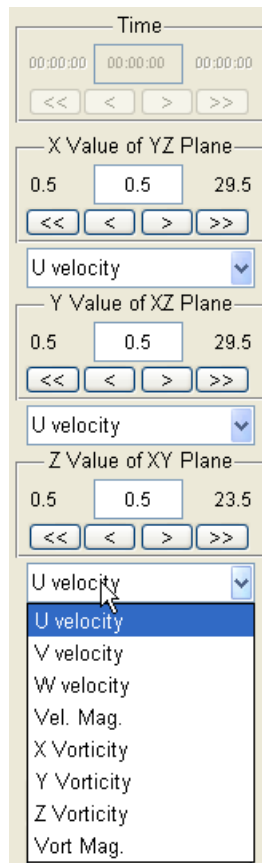 Time
00:00:00 00:00:00 00:00:00
<< < > >>
X Value of YZ Plane
0.5 0.5 29.5
<< < > >>
U velocity
Y Value of XZ Plane
0.5 0.5 29.5
<< < > >>
U velocity
Z Value of XY Plane
0.5 0.5 23.5
<< < > >>
U velocity
U velocity
V velocity
W velocity
Vel. Mag.
X Vorticity
Y Vorticity
Z Vorticity
Vort Mag.